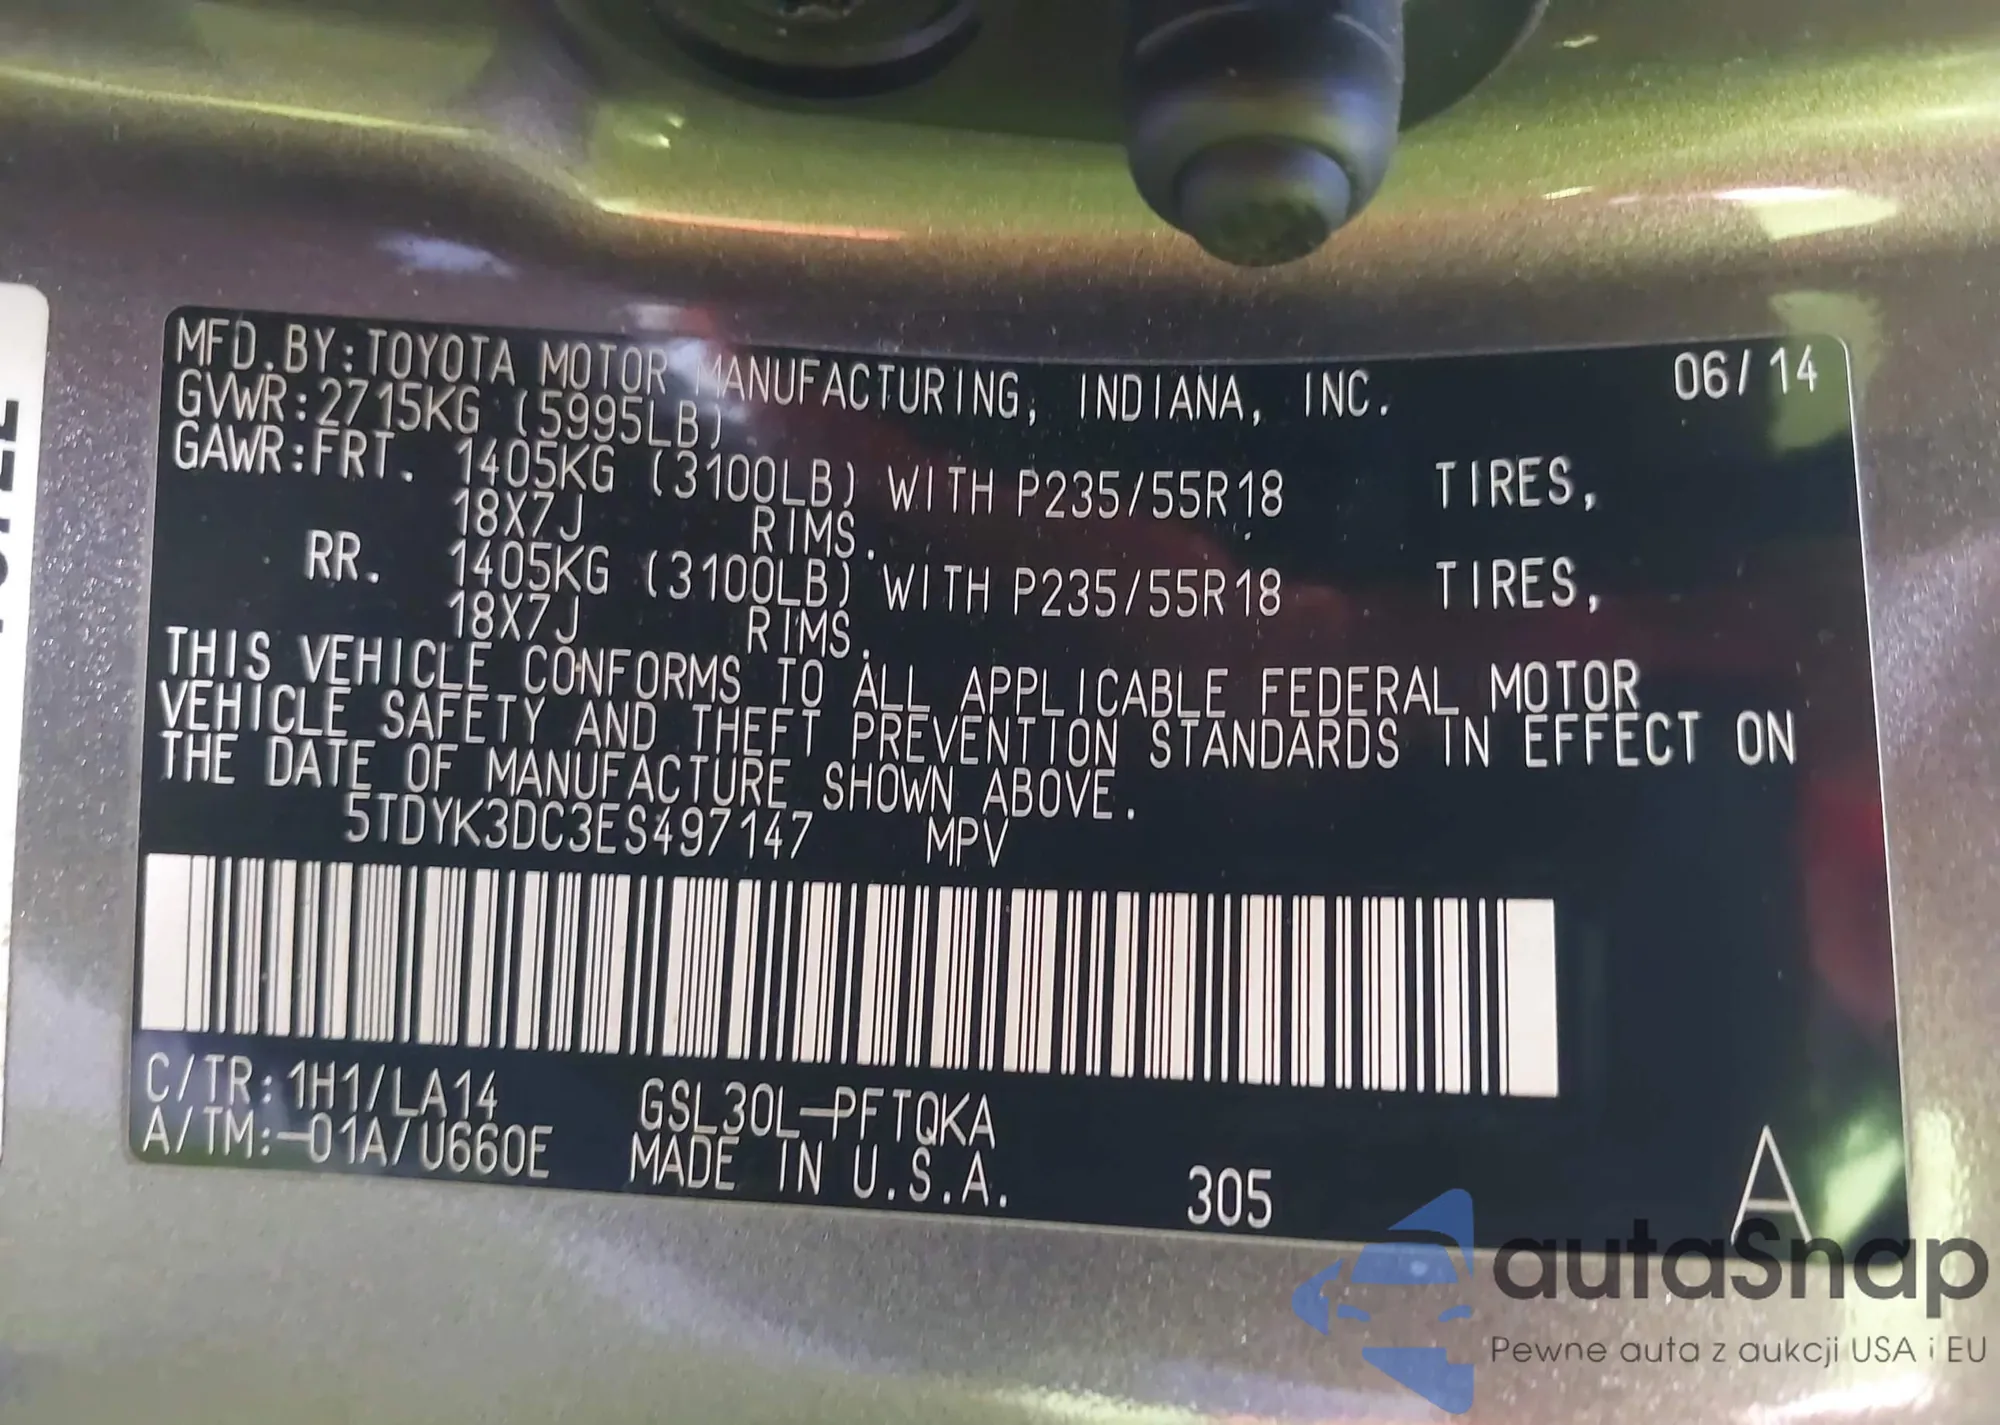 MFD.BY:TOYOTA MOTOR MANUFACTURING, INDIANA, INC. 06/14
GVWR:2715KG (5995LB)
GAWR:FRT. 1405KG (3100LB) WITH P235/55R18 TIRES,
18X7J RIMS.
RR. 1405KG (3100LB) WITH P235/55R18 TIRES,
18X7J RIMS.
THIS VEHICLE CONFORMS TO ALL APPLICABLE FEDERAL MOTOR
VEHICLE SAFETY AND THEFT PREVENTION STANDARDS IN EFFECT ON
THE DATE OF MANUFACTURE SHOWN ABOVE.
5TDYK3DC3ES497147 MPV
C/TR:1H1/LA14 GSL30L-PFTQKA
A/TM:-01A/U660E MADE IN U.S.A. 305 A
autaSnap
Pewne auta z aukcji USA i EU